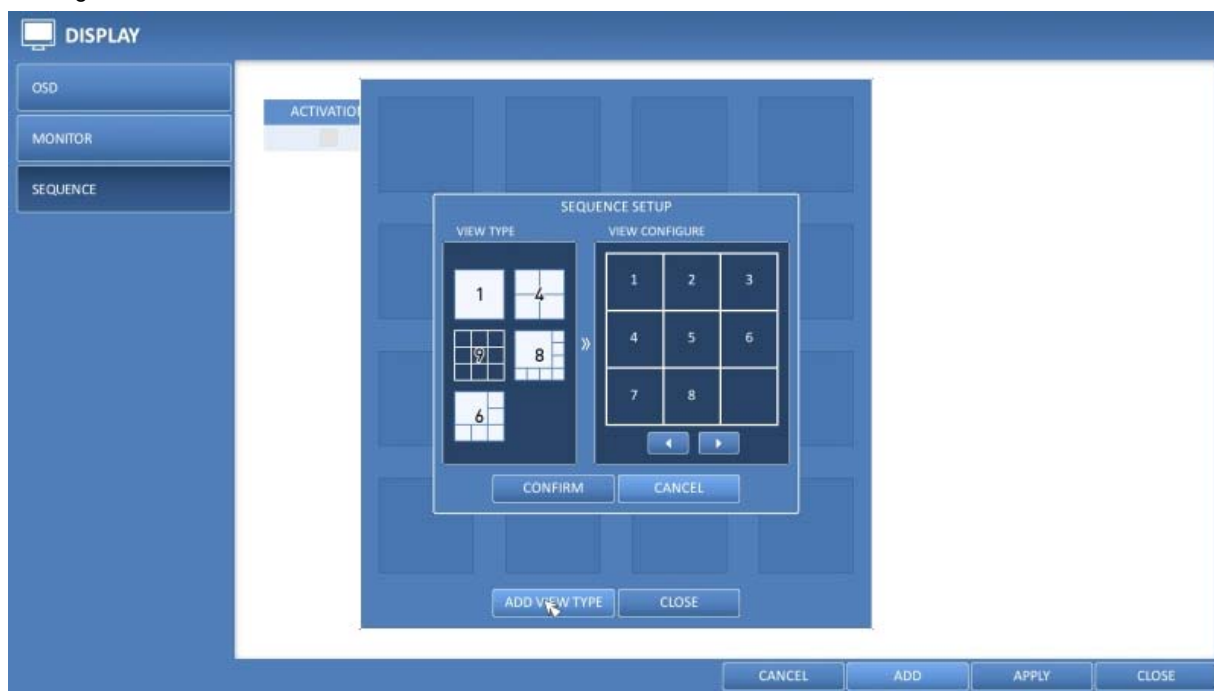 DISPLAY
OSD
MONITOR
SEQUENCE
SEQUENCE SETUP
VIEW TYPE
VIEW CONFIGURE
1 4
9 8
6
»
1 2 3
4 5 6
7 8
CONFIRM CANCEL
ADD VIEW TYPE CLOSE
CANCEL ADD APPLY CLOSE